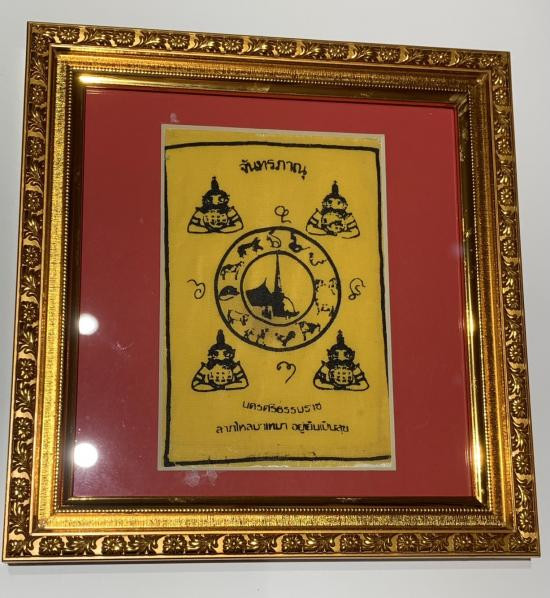 จันทรภาณุ
นครศรีธรรมราช
ลาภไหลมาเทมา อยู่เย็นเป็นสุข